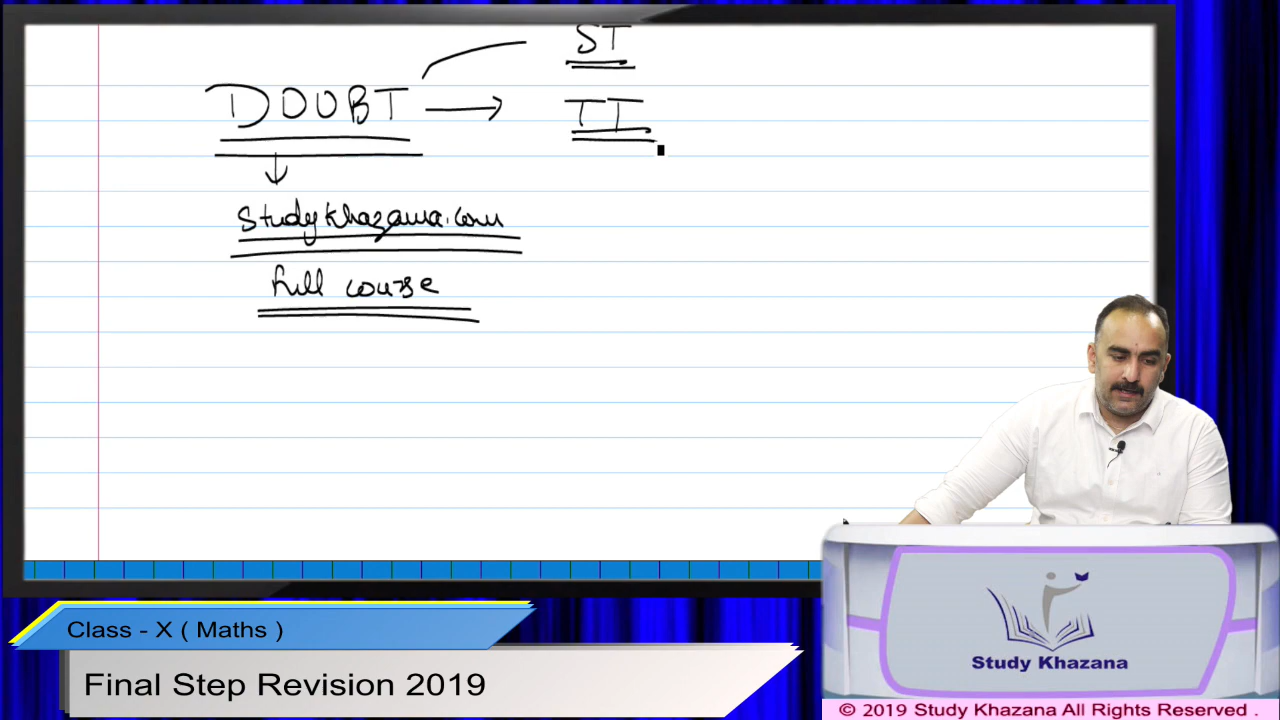 ST
DOUBT → TI
studykhazana.com
full course
Study Khazana
Class - X ( Maths )
Final Step Revision 2019
© 2019 Study Khazana All Rights Reserved .